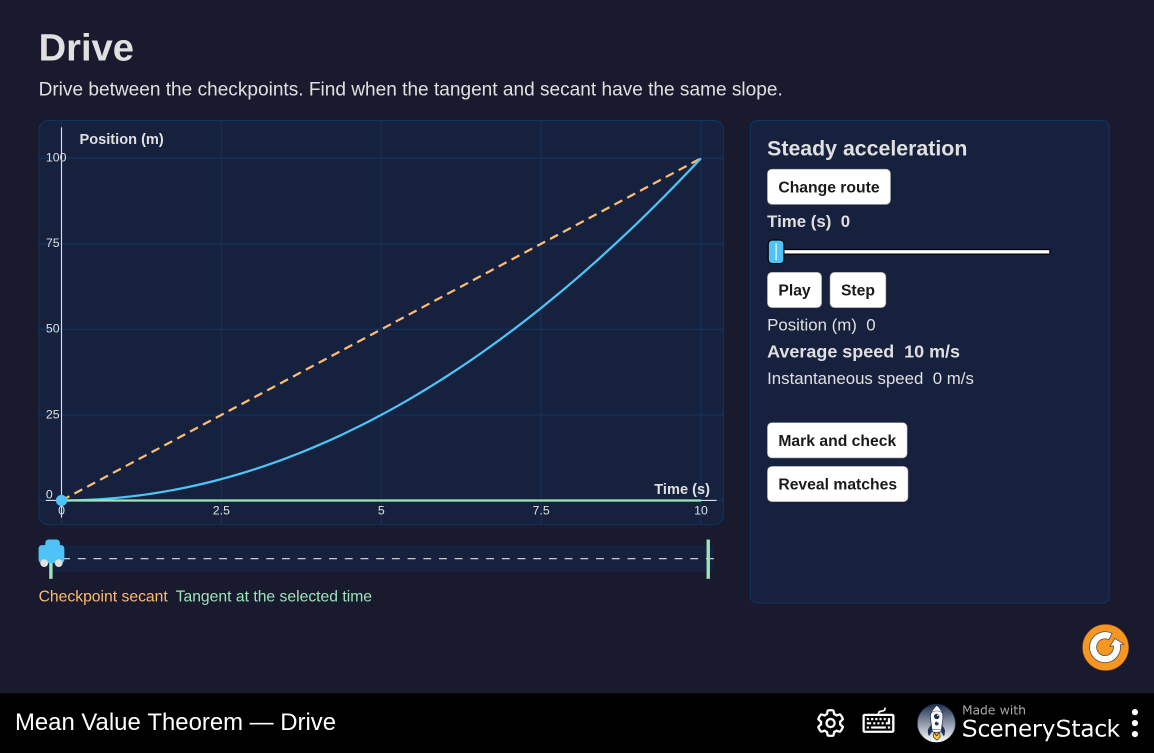 Drive
Drive between the checkpoints. Find when the tangent and secant have the same slope.
Position (m)
100
75
50
25
0
Time (s)
0 2.5 5 7.5 10
Checkpoint secant Tangent at the selected time
Steady acceleration
Change route
Time (s) 0
Play Step
Position (m) 0
Average speed 10 m/s
Instantaneous speed 0 m/s
Mark and check
Reveal matches
Mean Value Theorem — Drive
Made with
SceneryStack